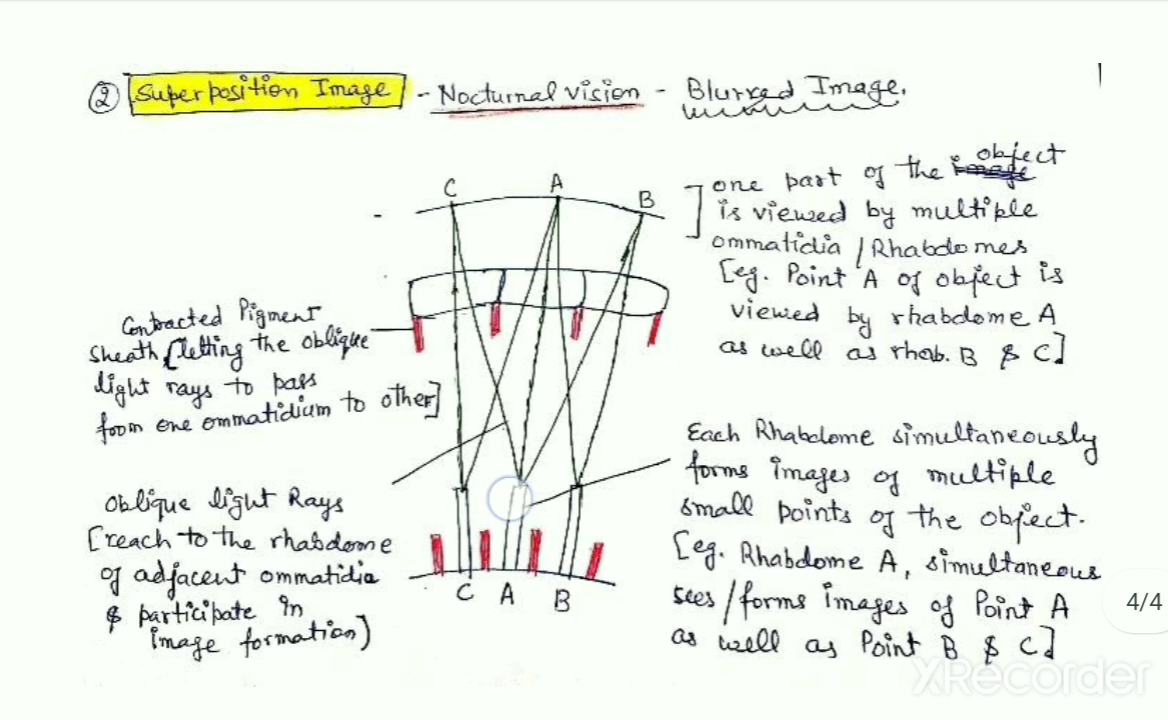 ② Superposition Image - Nocturnal vision - Blurred Image.
C A B
one part of the image object
is viewed by multiple
ommatidia / Rhabdomes
[eg. Point A of object is
viewed by rhabdome A
as well as rhab. B & C]
Contracted Pigment
sheath [letting the oblique
light rays to pass
from one ommatidium to other]
Oblique light Rays
[reach to the rhabdome
of adjacent ommatidia
& participate in
image formation)
Each Rhabdome simultaneously
forms images of multiple
small points of the object.
[eg. Rhabdome A, simultaneous
sees / forms images of Point A
as well as Point B & C]
C A B
4/4
XRecorder